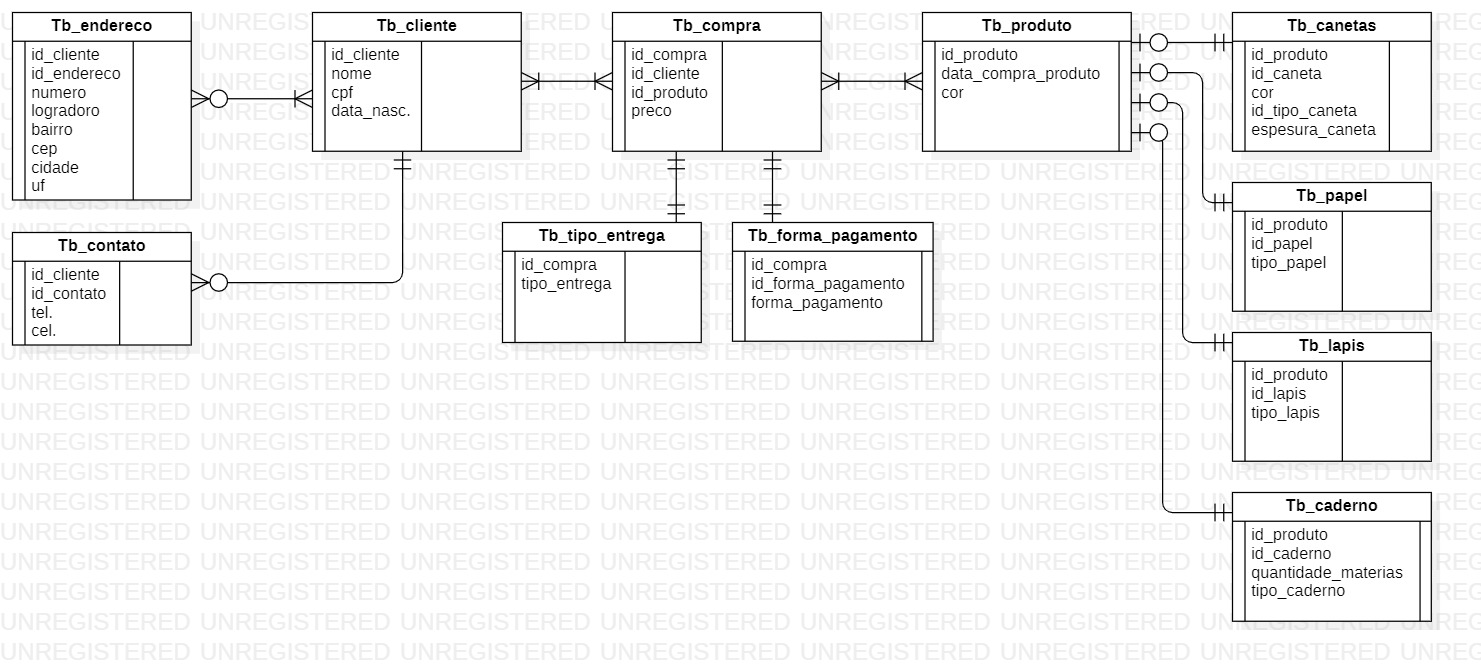 Tb_endereco
id_cliente
id_endereco
numero
logradoro
bairro
cep
cidade
uf
Tb_cliente
id_cliente
nome
cpf
data_nasc.
Tb_compra
id_compra
id_cliente
id_produto
preco
Tb_produto
id_produto
data_compra_produto
cor
Tb_canetas
id_produto
id_caneta
cor
id_tipo_caneta
espesura_caneta
Tb_contato
id_cliente
id_contato
tel.
cel.
Tb_tipo_entrega
id_compra
tipo_entrega
Tb_forma_pagamento
id_compra
id_forma_pagamento
forma_pagamento
Tb_papel
id_produto
id_papel
tipo_papel
Tb_lapis
id_produto
id_lapis
tipo_lapis
Tb_caderno
id_produto
id_caderno
quantidade_materias
tipo_caderno
UNREGISTERED UNREGISTERED UNREGISTERED UNREGISTERED UNREGISTERED UNREGISTERED UNREGISTERED